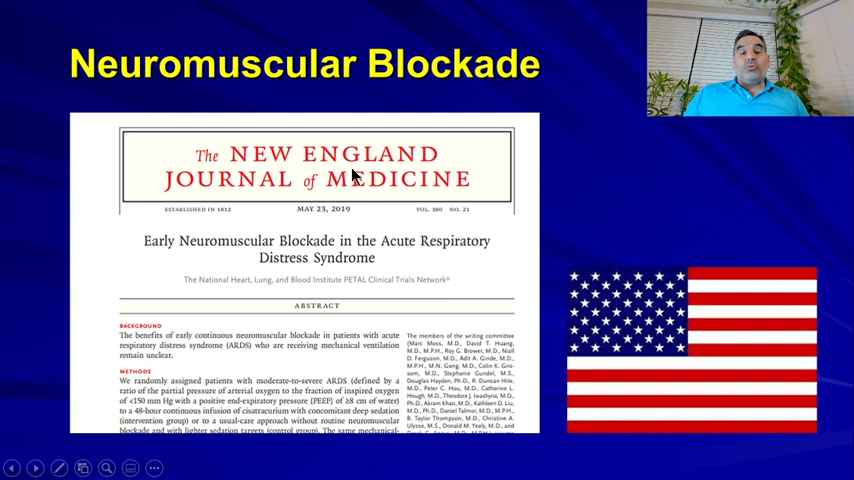 Neuromuscular Blockade
The NEW ENGLAND
JOURNAL of MEDICINE
ESTABLISHED IN 1812
MAY 23, 2019
VOL. 380 NO. 21
Early Neuromuscular Blockade in the Acute Respiratory
Distress Syndrome
The National Heart, Lung, and Blood Institute PETAL Clinical Trials Network*
ABSTRACT
BACKGROUND
The benefits of early continuous neuromuscular blockade in patients with acute
respiratory distress syndrome (ARDS) who are receiving mechanical ventilation
remain unclear.
METHODS
We randomly assigned patients with moderate-to-severe ARDS (defined by a
ratio of the partial pressure of arterial oxygen to the fraction of inspired oxygen
of <150 mm Hg with a positive end-expiratory pressure [PEEP] of ≥8 cm of water)
to a 48-hour continuous infusion of cisatracurium with concomitant deep sedation
(intervention group) or to a usual-care approach without routine neuromuscular
blockade and with lighter sedation targets (control group). The same mechanical-
The members of the writing committee
(Marc Moss, M.D., David T. Huang,
M.D., M.P.H., Roy G. Brower, M.D., Niall
D. Ferguson, M.D., Adit A. Ginde, M.D.,
M.P.H., M.N. Gong, M.D., Colin K. Gris-
som, M.D., Stephanie Gundel, M.S.,
Douglas Hayden, Ph.D., R. Duncan Hite,
M.D., Peter C. Hou, M.D., Catherine L.
Hough, M.D., Theodore J. Iwashyna, M.D.,
Ph.D., Akram Khan, M.D., Kathleen D. Liu,
M.D., Ph.D., Daniel Talmor, M.D., M.P.H.,
B. Taylor Thompson, M.D., Christine A.
Ulysse, M.S., Donald M. Yealy, M.D., and